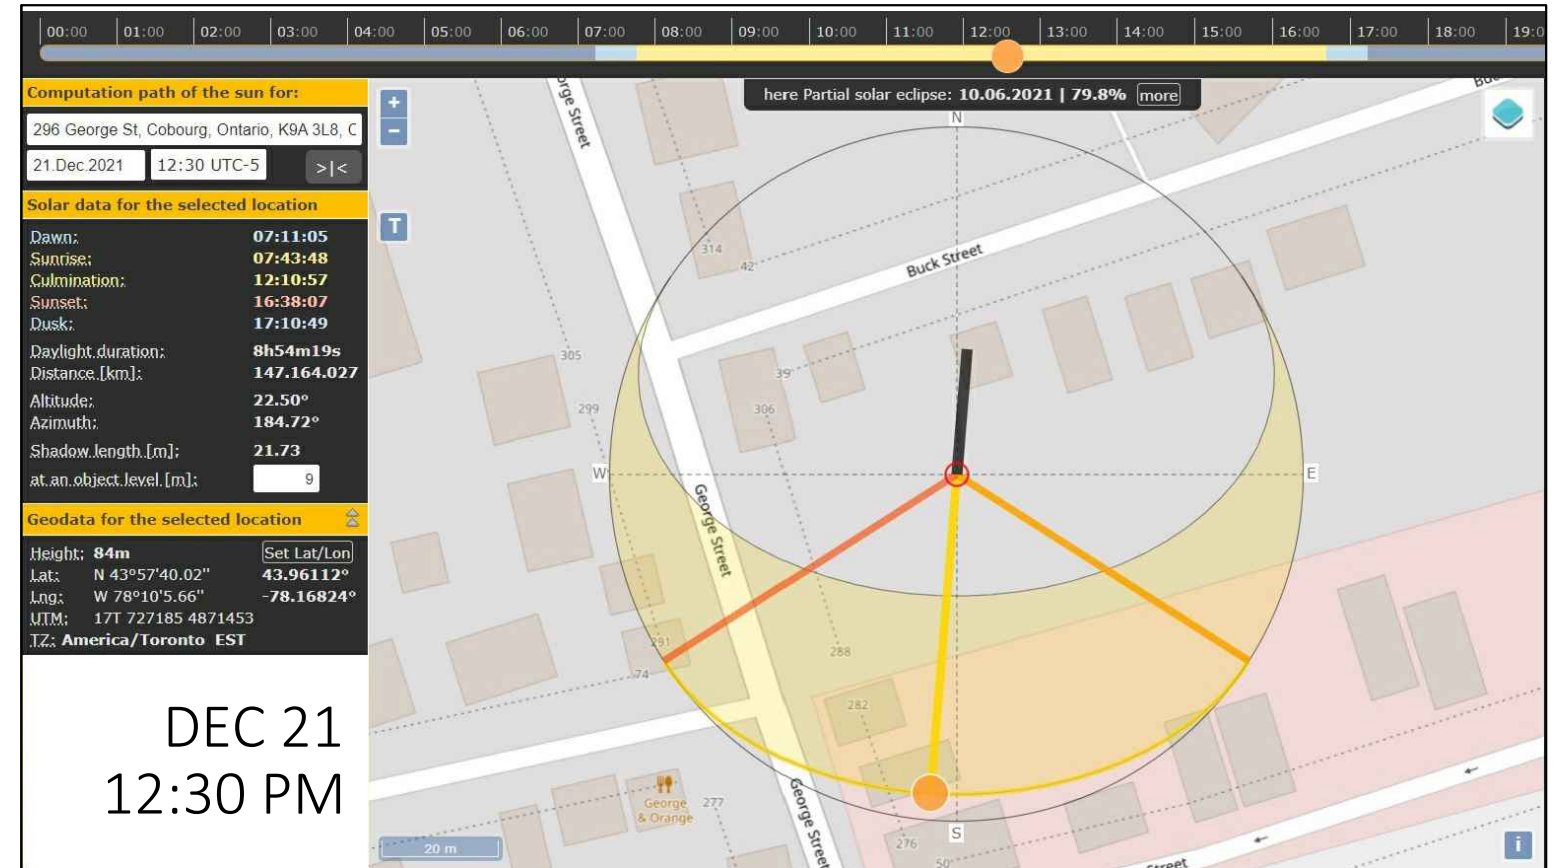 00:00 01:00 02:00 03:00 04:00 05:00 06:00 07:00 08:00 09:00 10:00 11:00 12:00 13:00 14:00 15:00 16:00 17:00 18:00 19:0
Computation path of the sun for:
296 George St, Cobourg, Ontario, K9A 3L8, C
21.Dec.2021 12:30 UTC-5 >|<
Solar data for the selected location
Dawn: 07:11:05
Sunrise: 07:43:48
Culmination: 12:10:57
Sunset: 16:38:07
Dusk: 17:10:49
Daylight duration: 8h54m19s
Distance [km]: 147.164.027
Altitude: 22.50°
Azimuth: 184.72°
Shadow length [m]: 21.73
at an object level [m]: 9
Geodata for the selected location
Height: 84m Set Lat/Lon
Lat: N 43°57'40.02" 43.96112°
Lng: W 78°10'5.66" -78.16824°
UTM: 17T 727185 4871453
TZ: America/Toronto EST
DEC 21
12:30 PM
+
−
T
here Partial solar eclipse: 10.06.2021 | 79.8% more
N
George Street
Buck Street
314
42
305
39
299
306
W
E
George Street
291
288
74
282
George
& Orange
277
George Street
S
276
50
Street
20 m
i